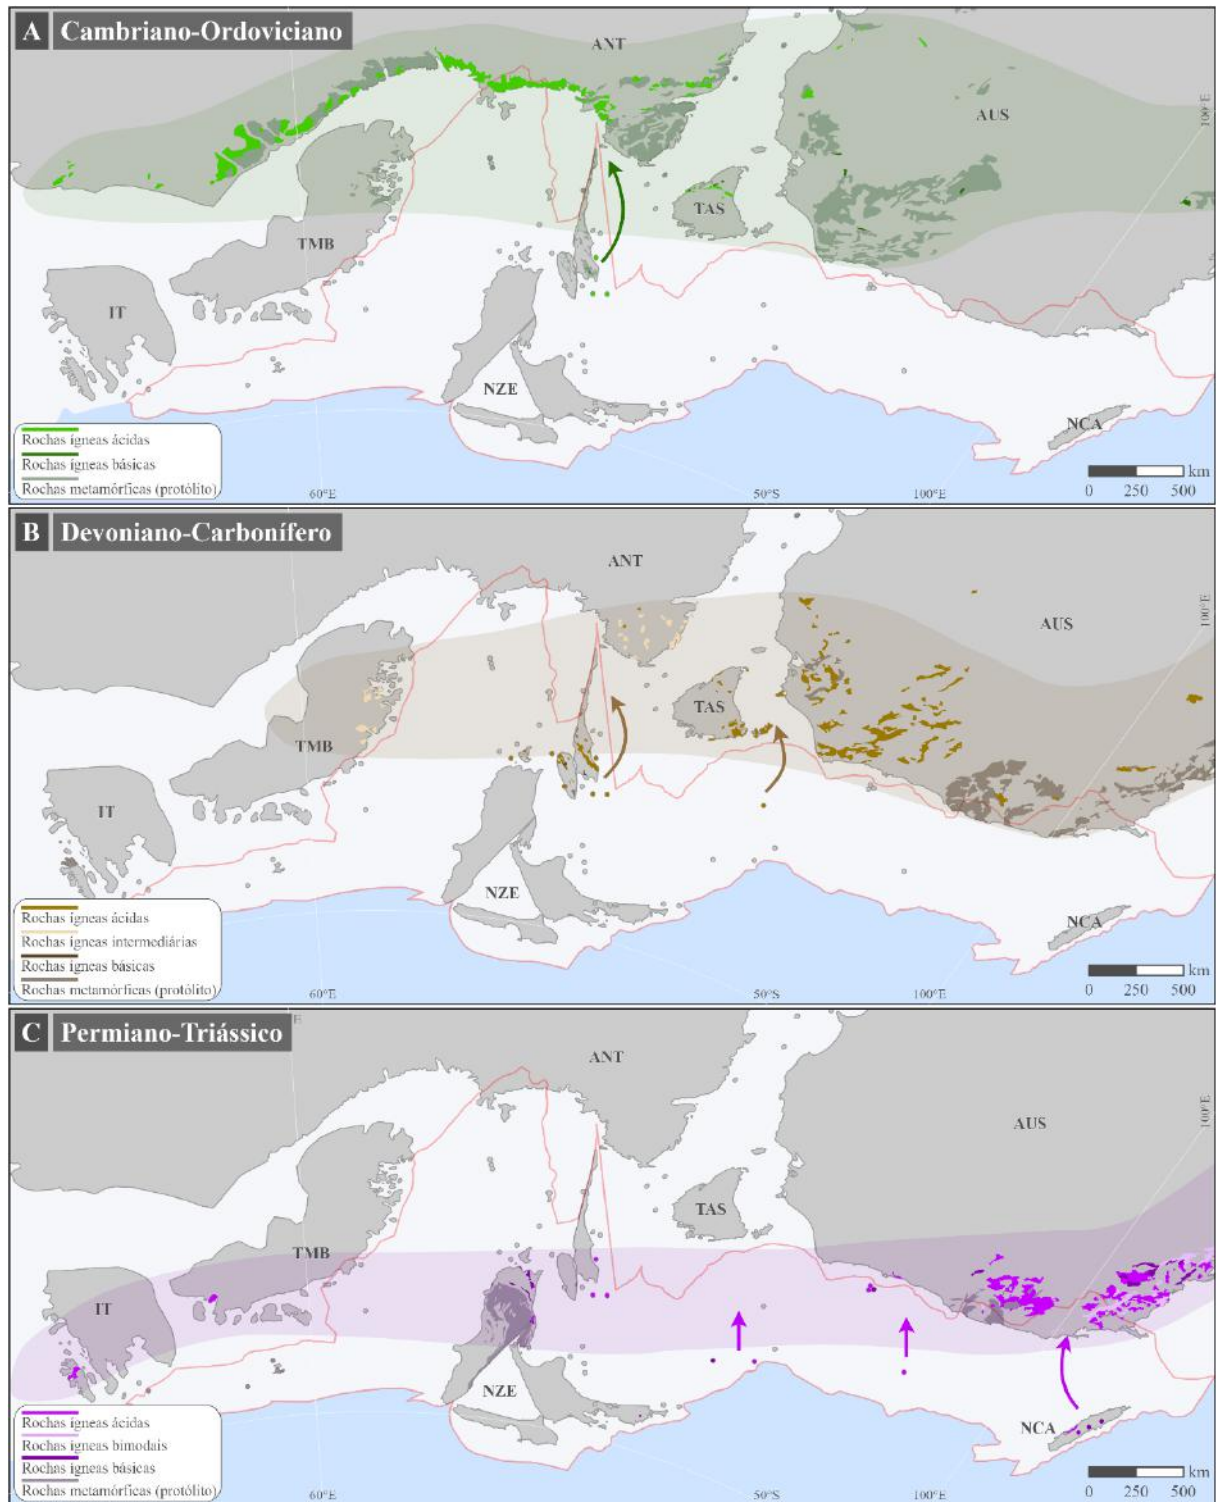 A Cambriano-Ordoviciano
ANT
AUS
100°E
TAS
TMB
IT
NZE
NCA
Rochas ígneas ácidas
Rochas ígneas básicas
Rochas metamórficas (protólito)
km
0 250 500
60°E
50°S
100°E
B Devoniano-Carbonífero
ANT
AUS
100°E
TAS
TMB
IT
NZE
NCA
Rochas ígneas ácidas
Rochas ígneas intermediárias
Rochas ígneas básicas
Rochas metamórficas (protólito)
km
0 250 500
60°E
50°S
100°E
C Permiano-Triássico
ANT
AUS
100°E
TAS
TMB
IT
NZE
NCA
Rochas ígneas ácidas
Rochas ígneas bimodais
Rochas ígneas básicas
Rochas metamórficas (protólito)
km
0 250 500
60°E
50°S
100°E